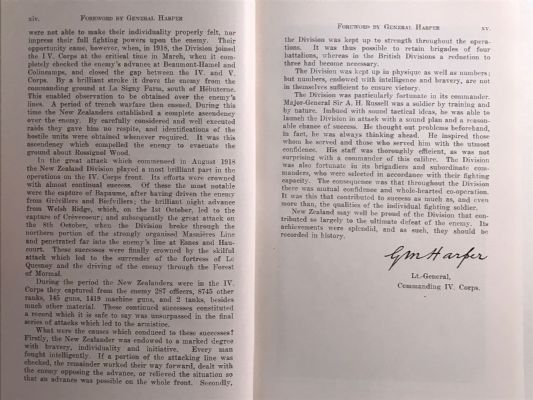 xiv. FOREWORD BY GENERAL HARPER
were not able to make their individuality properly felt, nor
impress their full fighting powers upon the enemy. Their
opportunity came, however, when, in 1918, the Division joined
the IV. Corps at the critical time in March, when it com-
pletely checked the enemy's advance at Beaumont-Hamel and
Colincamps, and closed the gap between the IV. and V.
Corps. By a brilliant stroke it drove the enemy from the
commanding ground at La Signy Farm, south of Hébuterne.
This enabled observation to be obtained over the enemy's
lines. A period of trench warfare then ensued. During this
time the New Zealanders established a complete ascendency
over the enemy. By carefully considered and well executed
raids they gave him no respite, and identifications of the
hostile units were obtained whenever required. It was this
ascendency which compelled the enemy to evacuate the
ground about Rossignol Wood.
In the great attack which commenced in August 1918
the New Zealand Division played a most brilliant part in the
operations on the IV. Corps front. Its efforts were crowned
with almost continual success. Of these the most notable
were the capture of Bapaume, after having driven the enemy
from Grévillers and Biefvillers; the brilliant night advance
from Welsh Ridge, which, on the 1st October, led to the
capture of Crèvecœur; and subsequently the great attack on
the 8th October, when the Division broke through the
northern portion of the strongly organised Masnières Line
and penetrated far into the enemy's line at Esnes and Hau-
court. These successes were finally crowned by the skilful
attack which led to the surrender of the fortress of Le
Quesnoy and the driving of the enemy through the Forest
of Mormal.
During the period the New Zealanders were in the IV.
Corps they captured from the enemy 287 officers, 8745 other
ranks, 145 guns, 1419 machine guns, and 3 tanks, besides
much other material. These continued successes constituted
a record which it is safe to say was unsurpassed in the final
series of attacks which led to the armistice.
What were the causes which conduced to these successes?
Firstly, the New Zealander was endowed to a marked degree
with bravery, individuality and initiative. Every man
fought intelligently. If a portion of the attacking line was
checked, the remainder worked their way forward, dealt with
the enemy opposing the advance, or relieved the situation so
that an advance was possible on the whole front. Secondly,
FOREWORD BY GENERAL HARPER xv.
the Division was kept up to strength throughout the opera-
tions. It was thus possible to retain brigades of four
battalions, whereas in the British Divisions a reduction to
three had become necessary.
The Division was kept up in physique as well as numbers;
but numbers, endowed with intelligence and bravery, are not
in themselves sufficient to ensure victory.
The Division was particularly fortunate in its commander.
Major-General Sir A. H. Russell was a soldier by training and
by nature. Imbued with sound tactical ideas, he was able to
launch the Division in attack with a sound plan and a reason-
able chance of success. He thought out problems beforehand,
in fact, he was always thinking ahead. He inspired those
whom he served and those who served him with the utmost
confidence. His staff was thoroughly efficient, as was not
surprising with a commander of this calibre. The Division
was also fortunate in its brigadiers and subordinate com-
manders, who were selected in accordance with their fighting
capacity. The consequence was that throughout the Division
there was mutual confidence and whole-hearted co-operation.
It was this that contributed to success as much as, and even
more than, the qualities of the individual fighting soldier.
New Zealand may well be proud of the Division that con-
tributed so largely to the ultimate defeat of the enemy. Its
achievements were splendid, and as such, they should be
recorded in history.
GM Harper
Lt.-General,
Commanding IV. Corps.